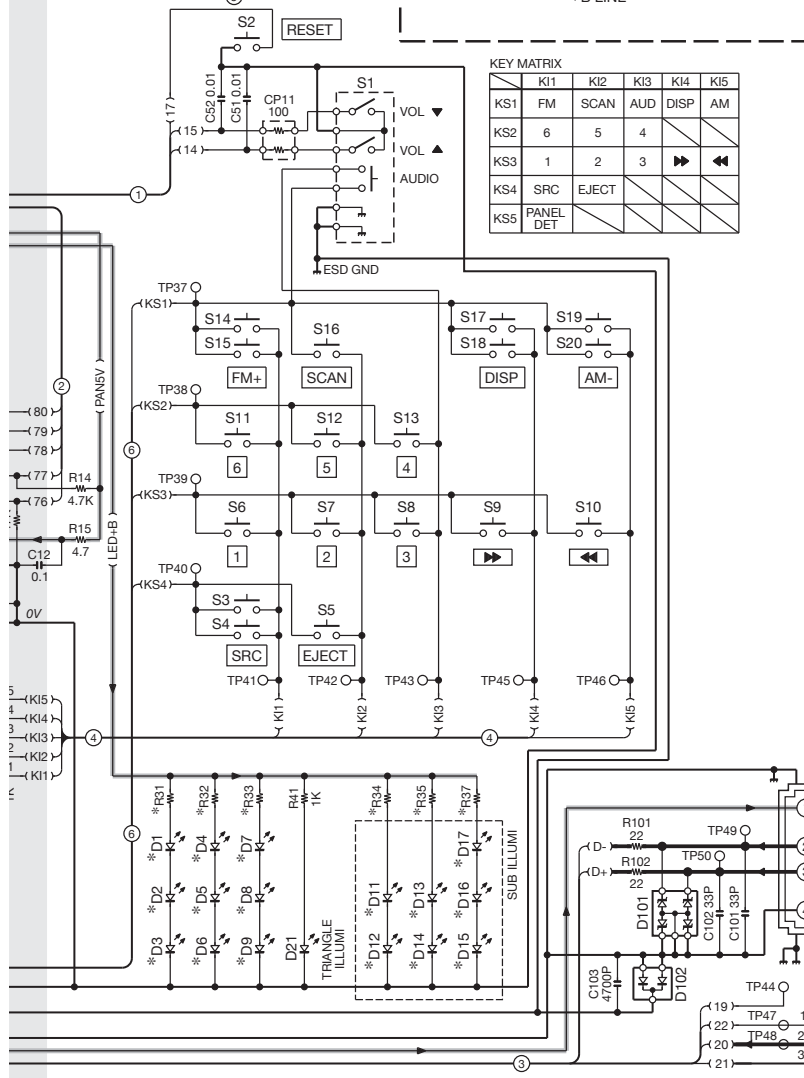 D LINE
S2
RESET
C52 0.01
C51 0.01
CP11
100
S1
17
15
14
VOL ▼
VOL ▲
AUDIO
1
ESD GND
KEY MATRIX
KI1 KI2 KI3 KI4 KI5
KS1 FM SCAN AUD DISP AM
KS2 6 5 4
KS3 1 2 3 ▶▶ ◀◀
KS4 SRC EJECT
KS5 PANEL DET
TP37
KS1
S14
S15
FM+
S16
SCAN
S17
S18
DISP
S19
S20
AM-
TP38
KS2
S11
6
S12
5
S13
4
TP39
KS3
S6
1
S7
2
S8
3
S9
▶▶
S10
◀◀
TP40
KS4
S3
S4
SRC
S5
EJECT
TP41
TP42
TP43
TP45
TP46
KI1
KI2
KI3
KI4
KI5
2
PAN5V
6
80
79
78
77
76
R14
4.7K
R15
4.7
C12
0.1
LED+B
0V
KI5
KI4
KI3
KI2
KI1
4
4
6
*R31
*R32
*R33
R41
1K
*R34
*R35
*R37
*D1
*D4
*D7
*D17
*D2
*D5
*D8
*D11
*D13
*D16
*D3
*D6
*D9
D21
*D12
*D14
*D15
TRIANGLE
ILLUMI
SUB ILLUMI
D-
D+
R101
22
R102
22
TP49
TP50
D101
C102 33P
C101 33P
C103
4700P
D102
TP44
19
22
20
21
TP47
TP48
3